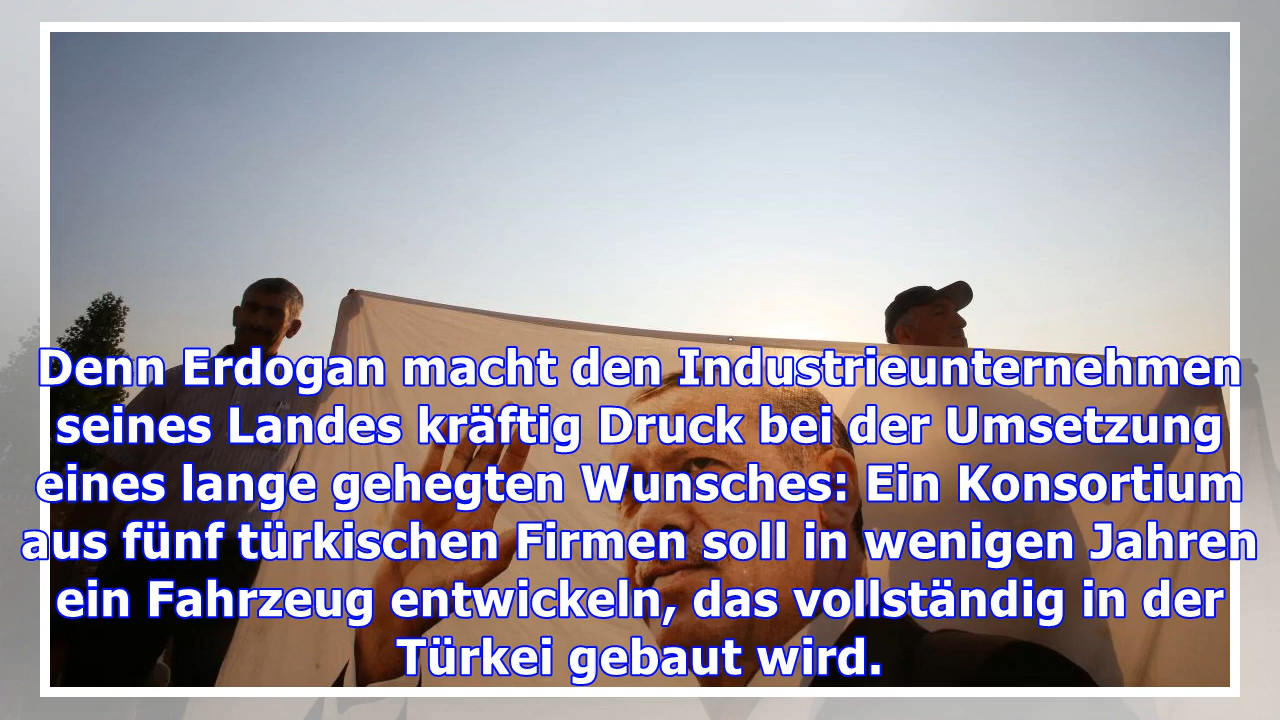 Denn Erdogan macht den Industrieunternehmen
seines Landes kräftig Druck bei der Umsetzung
eines lange gehegten Wunsches: Ein Konsortium
aus fünf türkischen Firmen soll in wenigen Jahren
ein Fahrzeug entwickeln, das vollständig in der
Türkei gebaut wird.